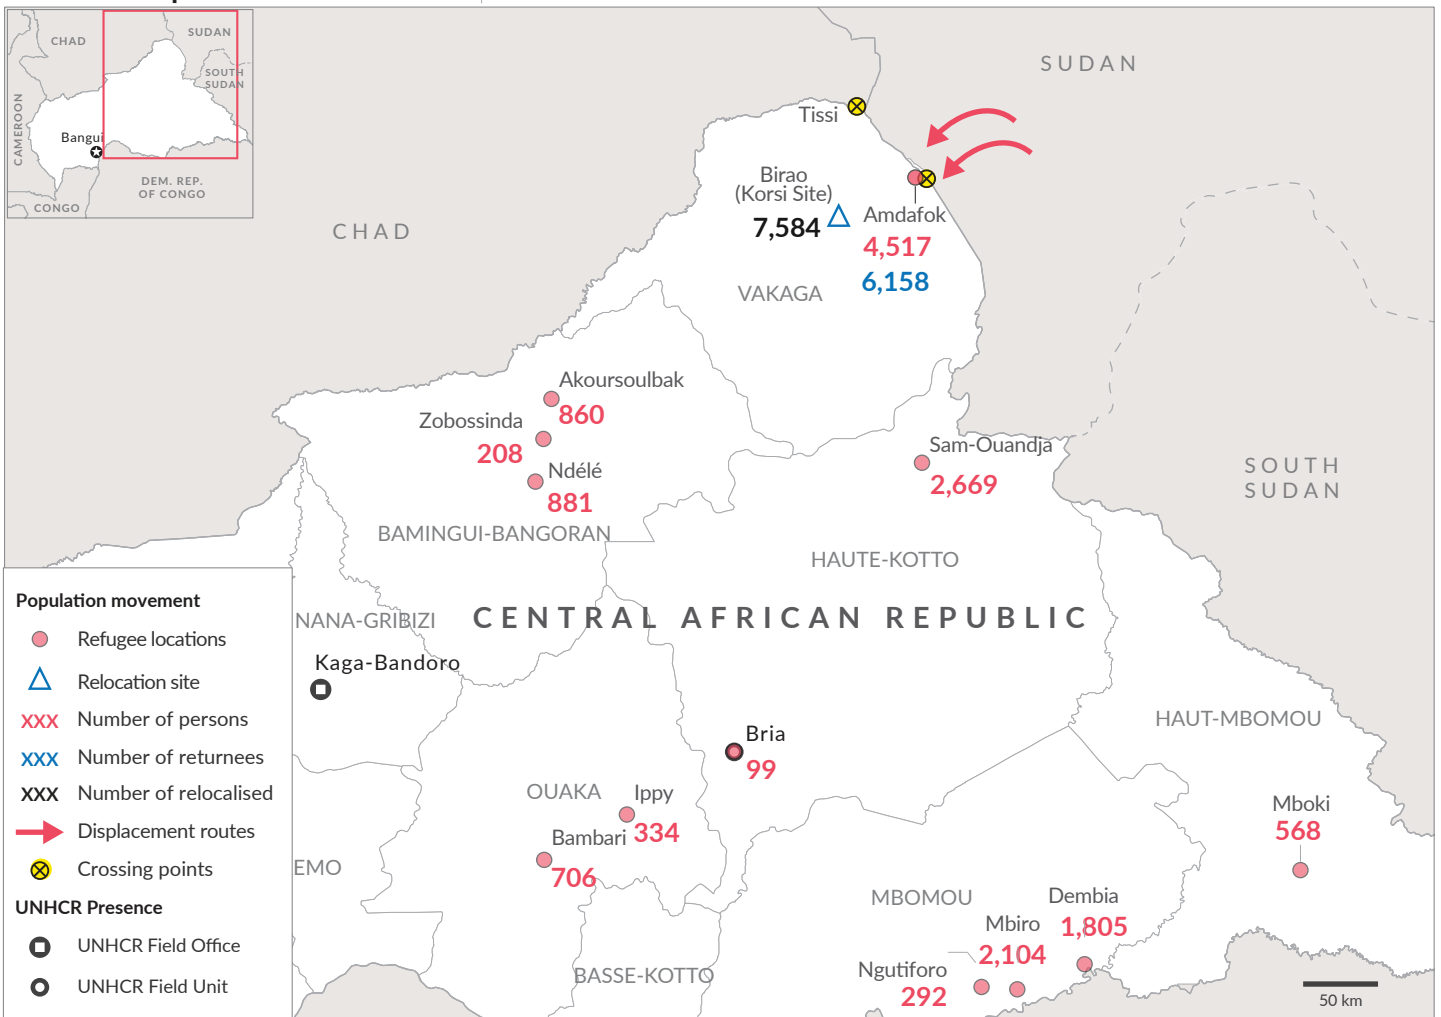 CHAD
SUDAN
SOUTH
SUDAN
CAMEROON
Bangui
DEM. REP.
OF CONGO
CONGO
SUDAN
Tissi
Birao
(Korsi Site)
7,584
Amdafok
4,517
6,158
CHAD
VAKAGA
Akoursoulbak
860
Zobossinda
208
Ndélé
881
Sam-Ouandja
2,669
SOUTH
SUDAN
BAMINGUI-BANGORAN
HAUTE-KOTTO
CENTRAL AFRICAN REPUBLIC
NANA-GRIBIZI
Kaga-Bandoro
HAUT-MBOMOU
Bria
99
OUAKA
Ippy
334
Bambari
706
Mboki
568
EMO
MBOMOU
Dembia
1,805
Mbiro
2,104
Ngutiforo
292
BASSE-KOTTO
50 km
Population movement
Refugee locations
Relocation site
XXX Number of persons
XXX Number of returnees
XXX Number of relocalised
Displacement routes
Crossing points
UNHCR Presence
UNHCR Field Office
UNHCR Field Unit